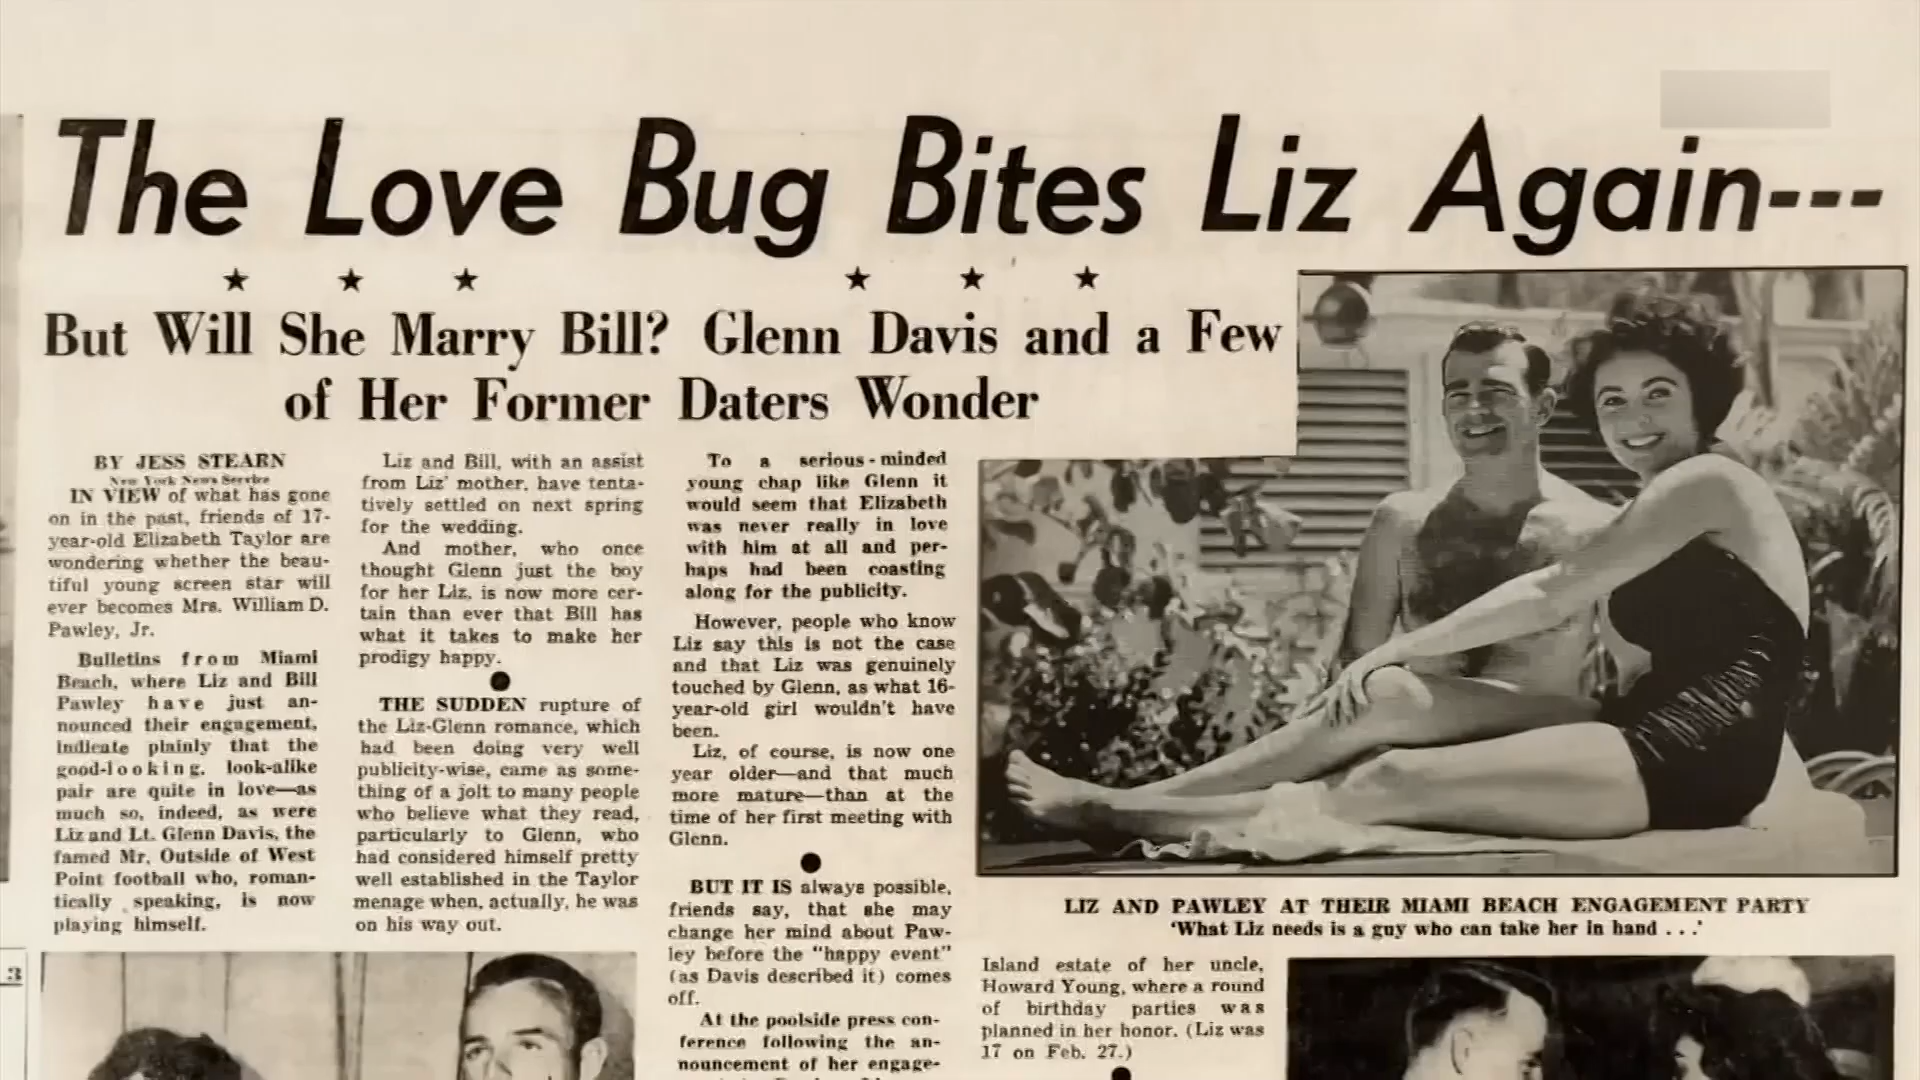 The Love Bug Bites Liz Again---
★ ★ ★ ★ ★ ★
But Will She Marry Bill? Glenn Davis and a Few
of Her Former Daters Wonder
BY JESS STEARN
New York News Service
IN VIEW of what has gone
on in the past, friends of 17-
year-old Elizabeth Taylor are
wondering whether the beau-
tiful young screen star will
ever becomes Mrs. William D.
Pawley, Jr.
Bulletins from Miami
Beach, where Liz and Bill
Pawley have just an-
nounced their engagement,
indicate plainly that the
good-looking, look-alike
pair are quite in love—as
much so, indeed, as were
Liz and Lt. Glenn Davis, the
famed Mr. Outside of West
Point football who, roman-
tically speaking, is now
playing himself.
Liz and Bill, with an assist
from Liz' mother, have tenta-
tively settled on next spring
for the wedding.
And mother, who once
thought Glenn just the boy
for her Liz, is now more cer-
tain than ever that Bill has
what it takes to make her
prodigy happy.
THE SUDDEN rupture of
the Liz-Glenn romance, which
had been doing very well
publicity-wise, came as some-
thing of a jolt to many people
who believe what they read,
particularly to Glenn, who
had considered himself pretty
well established in the Taylor
menage when, actually, he was
on his way out.
To a serious-minded
young chap like Glenn it
would seem that Elizabeth
was never really in love
with him at all and per-
haps had been coasting
along for the publicity.
However, people who know
Liz say this is not the case
and that Liz was genuinely
touched by Glenn, as what 16-
year-old girl wouldn't have
been.
Liz, of course, is now one
year older—and that much
more mature—than at the
time of her first meeting with
Glenn.
BUT IT IS always possible,
friends say, that she may
change her mind about Paw-
ley before the "happy event"
(as Davis described it) comes
off.
At the poolside press con-
ference following the an-
nouncement of her engage-
LIZ AND PAWLEY AT THEIR MIAMI BEACH ENGAGEMENT PARTY
'What Liz needs is a guy who can take her in hand . . .'
Island estate of her uncle,
Howard Young, where a round
of birthday parties was
planned in her honor. (Liz was
17 on Feb. 27.)
3